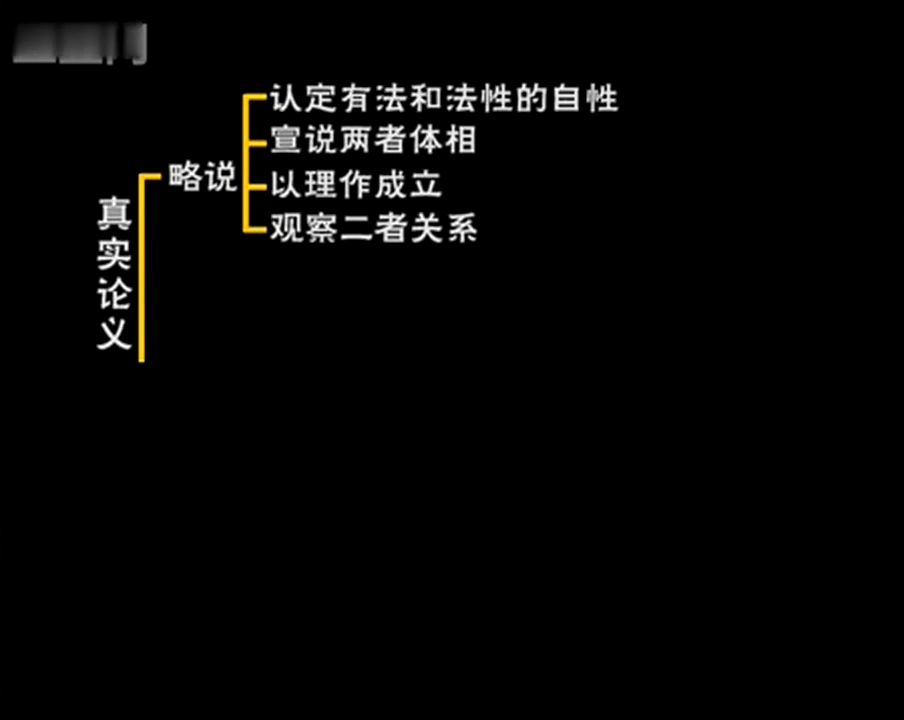 认定有法和法性的自性
宣说两者体相
略说
以理作成立
观察二者关系
真实论义